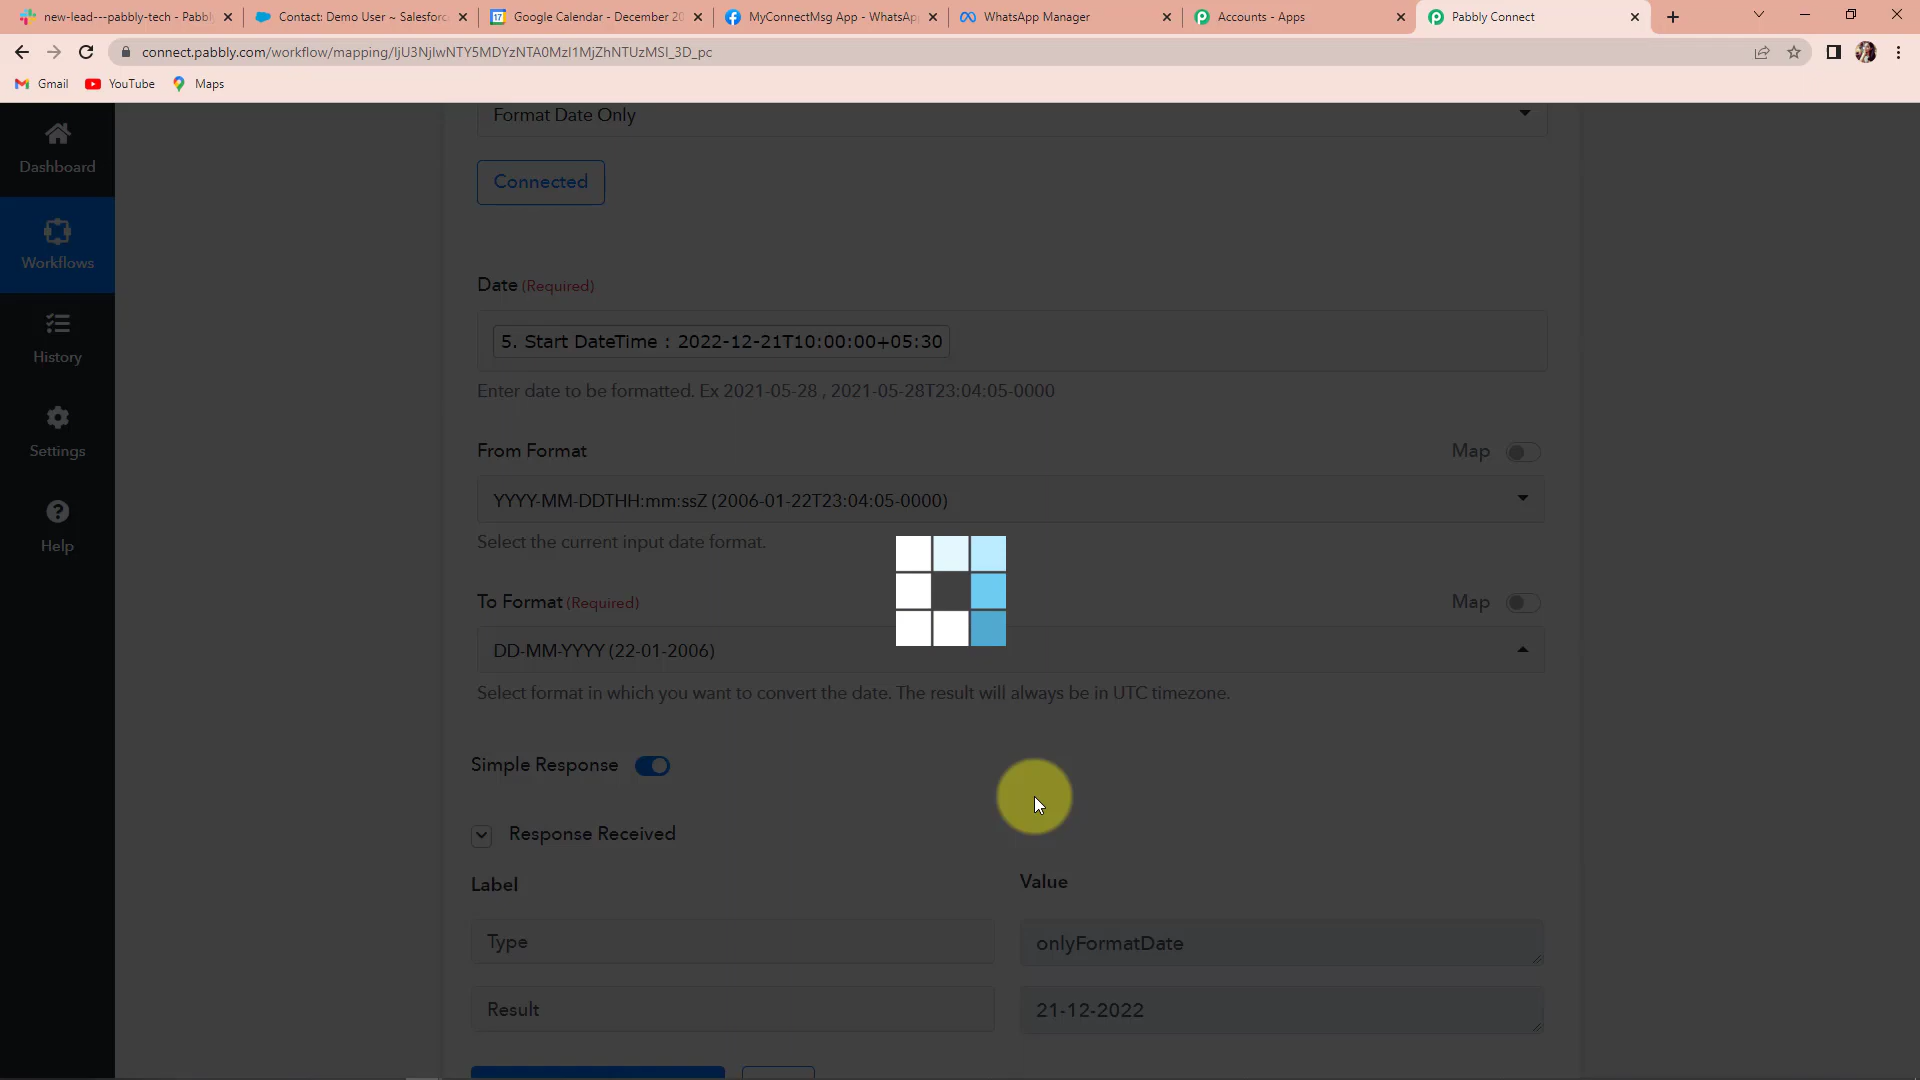 new-lead---pabbly-tech - Pabbl
Contact: Demo User ~ Salesforc
17
Google Calendar - December 20
MyConnectMsg App - WhatsApp
WhatsApp Manager
Accounts - Apps
Pabbly Connect
connect.pabbly.com/workflow/mapping/IjU3NjIwNTY5MDYzNTA0MzI1MjZhNTUzMSI_3D_pc
Gmail
YouTube
Maps
Dashboard
Workflows
History
Settings
Help
Format Date Only
Connected
Date (Required)
5. Start DateTime : 2022-12-21T10:00:00+05:30
Enter date to be formatted. Ex 2021-05-28 , 2021-05-28T23:04:05-0000
From Format
Map
YYYY-MM-DDTHH:mm:ssZ (2006-01-22T23:04:05-0000)
Select the current input date format.
To Format (Required)
Map
DD-MM-YYYY (22-01-2006)
Select format in which you want to convert the date. The result will always be in UTC timezone.
Simple Response
Response Received
Label
Value
Type
onlyFormatDate
Result
21-12-2022